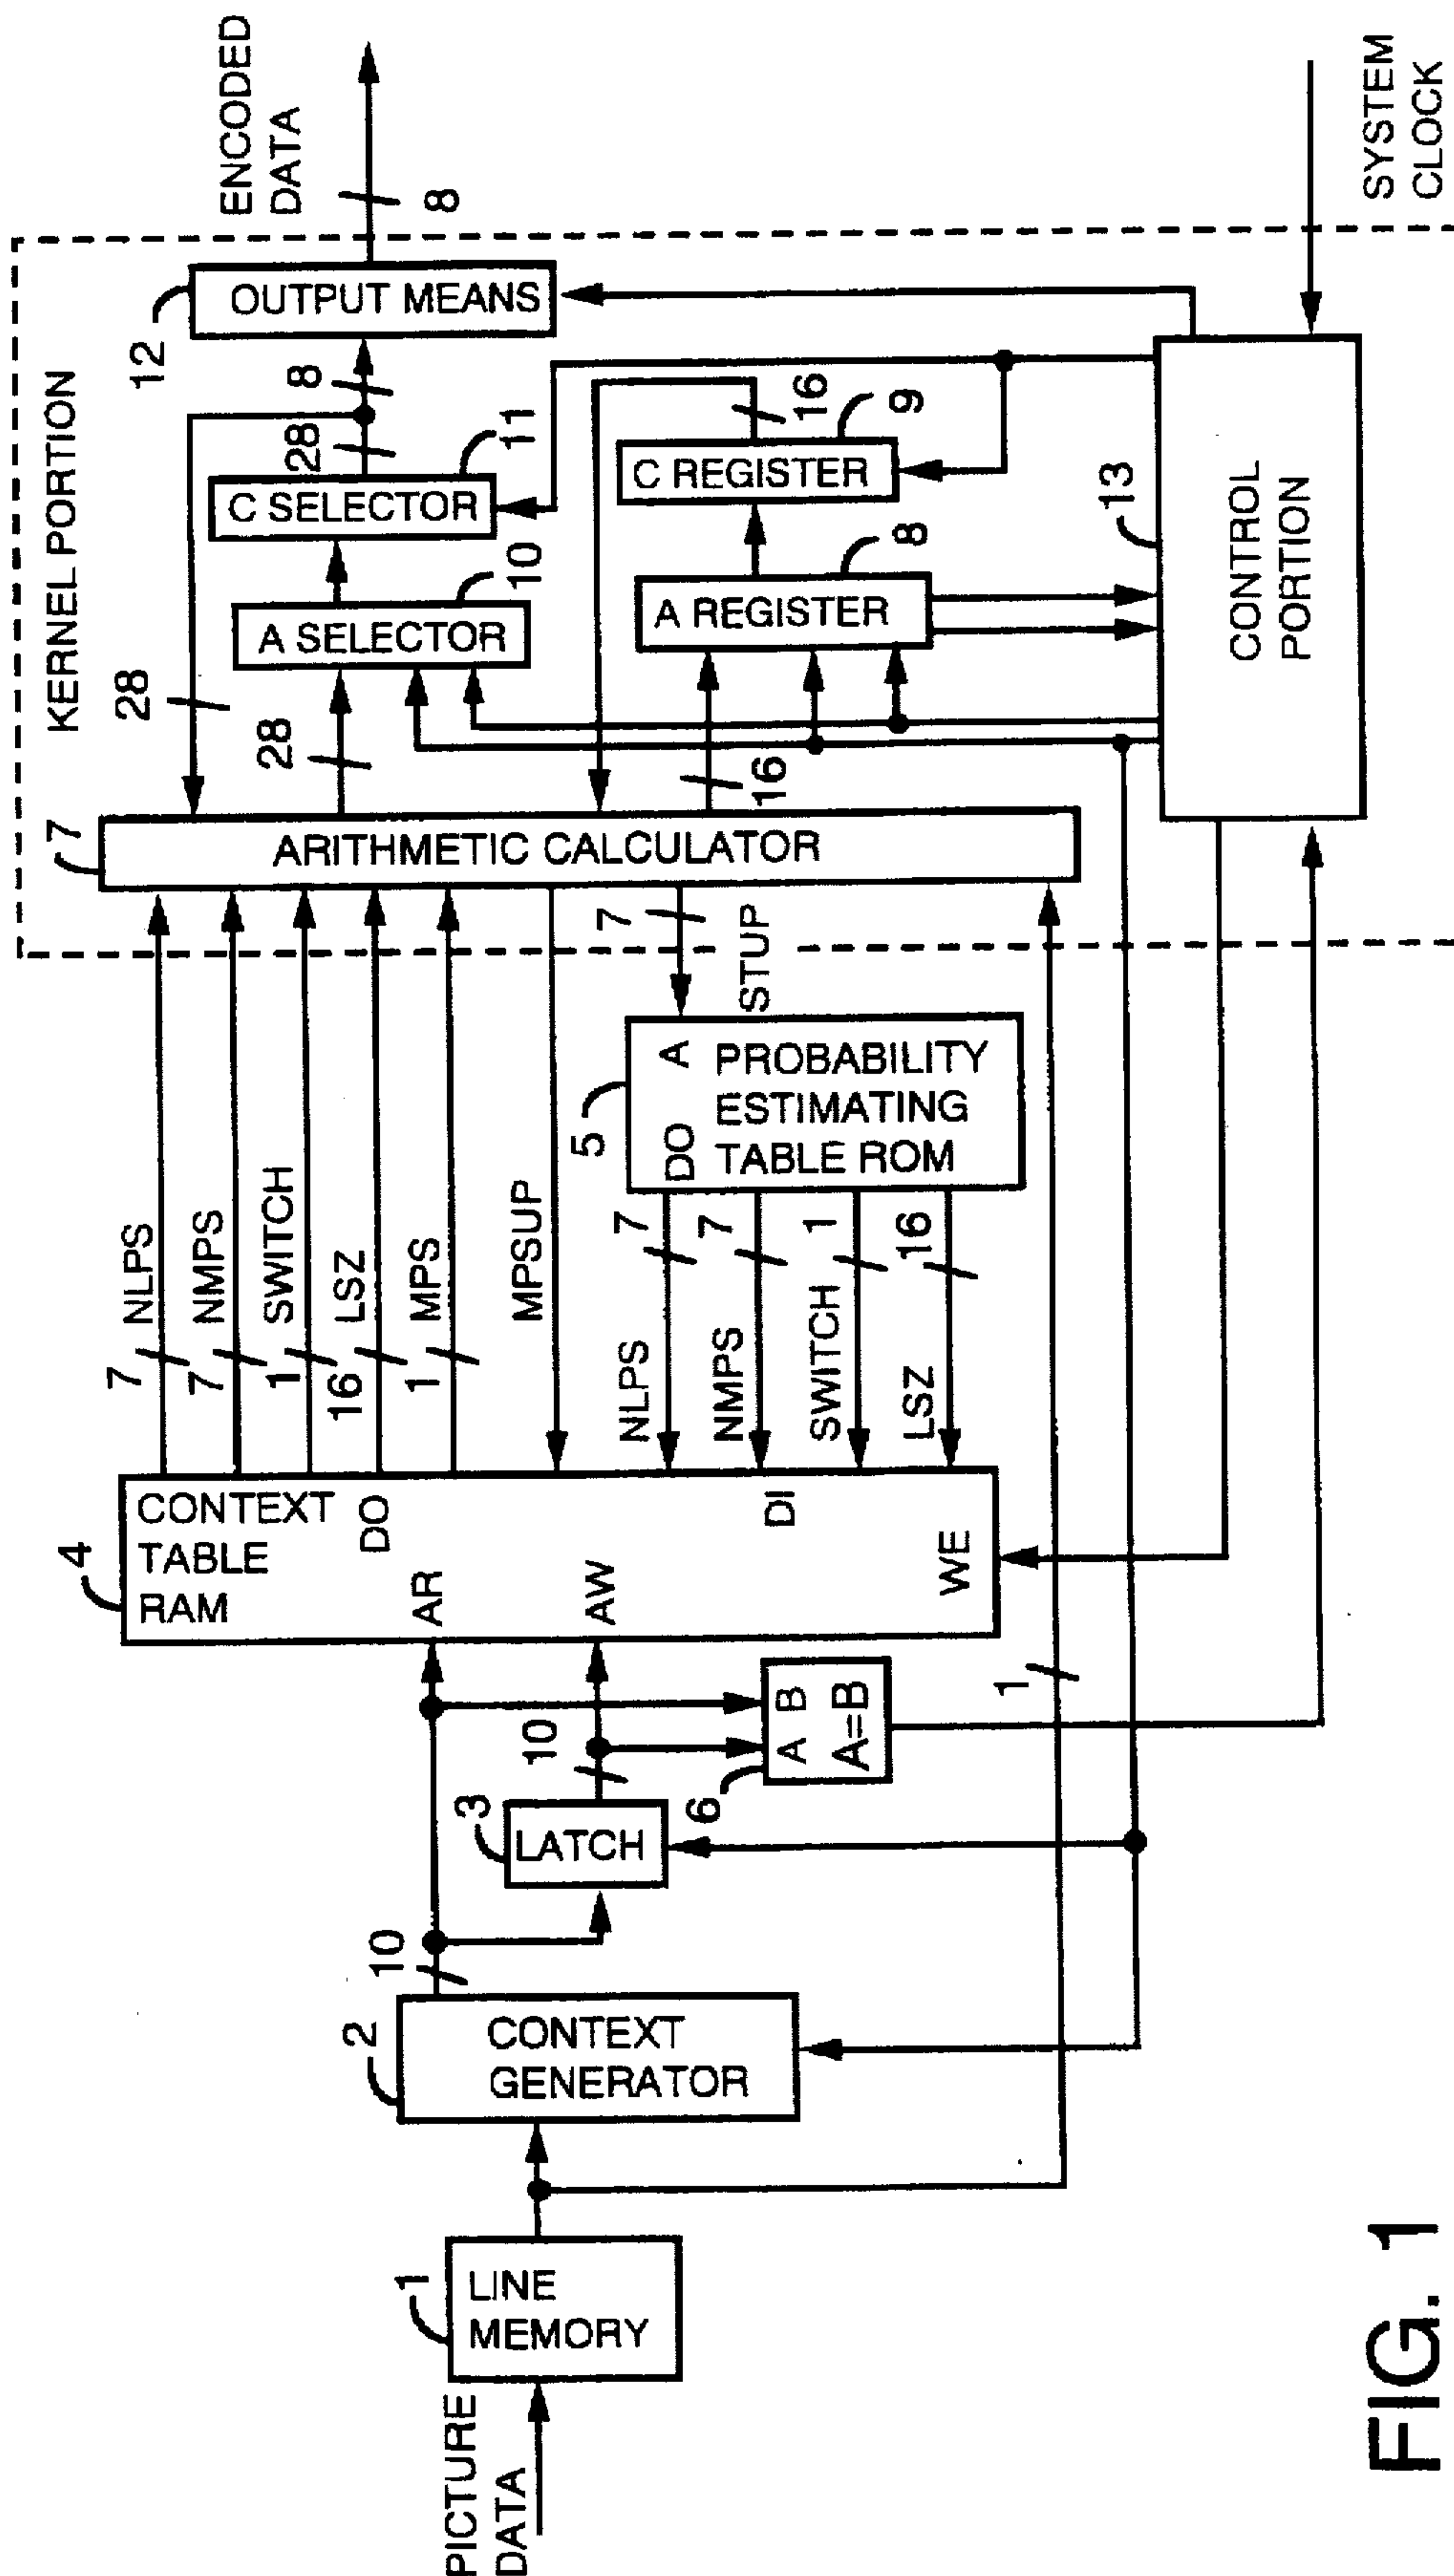 PICTURE
DATA
1
LINE
MEMORY
2
CONTEXT
GENERATOR
10
3
LATCH
10
6
A B
A=B
1
4
CONTEXT
TABLE
RAM
DO
AR
AW
DI
WE
7 NLPS
7 NMPS
1 SWITCH
16 LSZ
1 MPS
MPSUP
NLPS 7
NMPS 7
SWITCH 1
LSZ 16
5
DO A
PROBABILITY
ESTIMATING
TABLE ROM
7
STUP
KERNEL PORTION
7
ARITHMETIC CALCULATOR
28
28
16
A SELECTOR
10
C SELECTOR
11
28
8
A REGISTER
8
C REGISTER
9
16
12
OUTPUT MEANS
8
ENCODED
DATA
13
CONTROL
PORTION
SYSTEM
CLOCK
FIG. 1